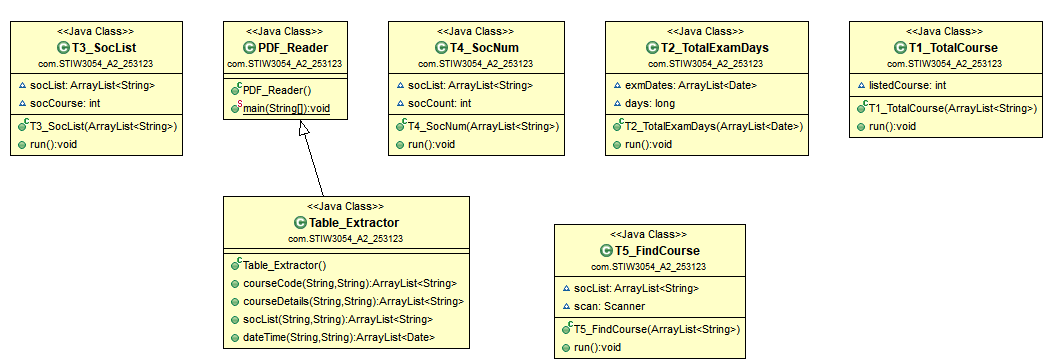 <<Java Class>>
T3_SocList
com.STIW3054_A2_253123
socList: ArrayList<String>
socCourse: int
T3_SocList(ArrayList<String>)
run():void
<<Java Class>>
PDF_Reader
com.STIW3054_A2_253123
PDF_Reader()
main(String[]):void
<<Java Class>>
T4_SocNum
com.STIW3054_A2_253123
socList: ArrayList<String>
socCount: int
T4_SocNum(ArrayList<String>)
run():void
<<Java Class>>
T2_TotalExamDays
com.STIW3054_A2_253123
exmDates: ArrayList<Date>
days: long
T2_TotalExamDays(ArrayList<Date>)
run():void
<<Java Class>>
T1_TotalCourse
com.STIW3054_A2_253123
listedCourse: int
T1_TotalCourse(ArrayList<String>)
run():void
<<Java Class>>
Table_Extractor
com.STIW3054_A2_253123
Table_Extractor()
courseCode(String,String):ArrayList<String>
courseDetails(String,String):ArrayList<String>
socList(String,String):ArrayList<String>
dateTime(String,String):ArrayList<Date>
<<Java Class>>
T5_FindCourse
com.STIW3054_A2_253123
socList: ArrayList<String>
scan: Scanner
T5_FindCourse(ArrayList<String>)
run():void